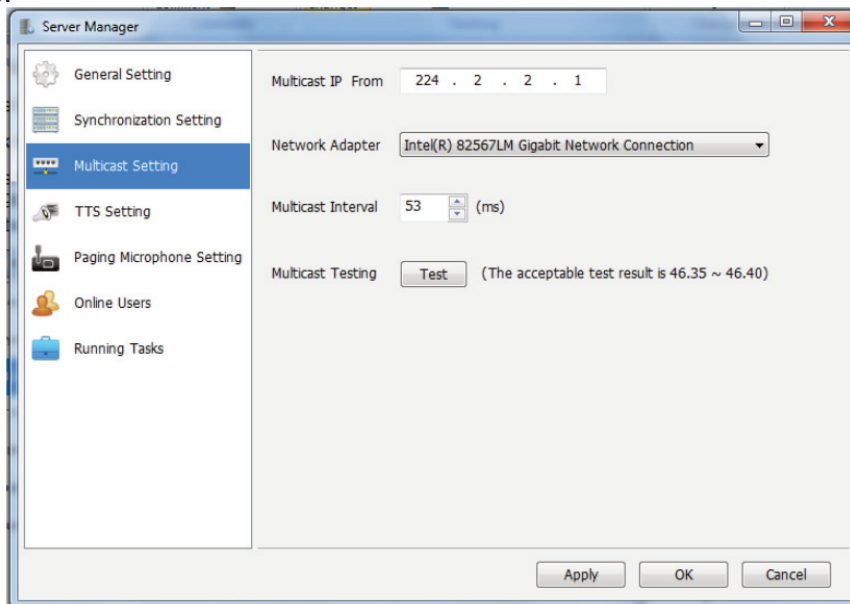 Server Manager
General Setting
Synchronization Setting
Multicast Setting
TTS Setting
Paging Microphone Setting
Online Users
Running Tasks
Multicast IP From 224 . 2 . 2 . 1
Network Adapter Intel(R) 82567LM Gigabit Network Connection
Multicast Interval 53 (ms)
Multicast Testing Test (The acceptable test result is 46.35 ~ 46.40)
Apply OK Cancel